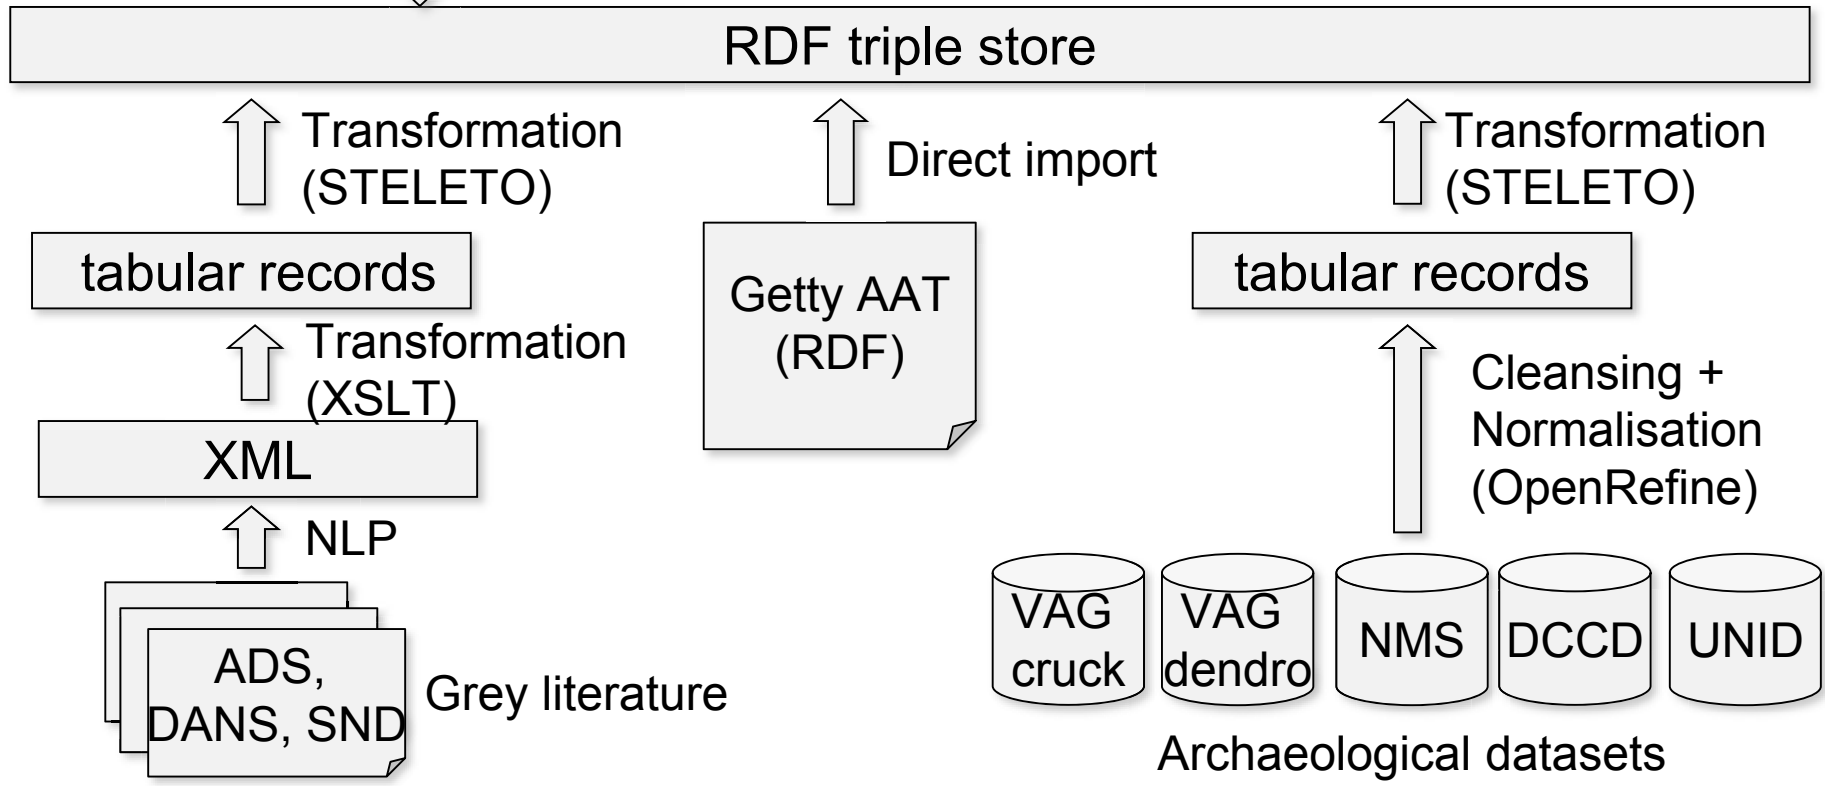 RDF triple store
Transformation
(STELETO)
Direct import
Transformation
(STELETO)
tabular records
Getty AAT
(RDF)
tabular records
Transformation
(XSLT)
Cleansing +
Normalisation
(OpenRefine)
XML
NLP
ADS,
DANS, SND
Grey literature
VAG
cruck
VAG
dendro
NMS
DCCD
UNID
Archaeological datasets